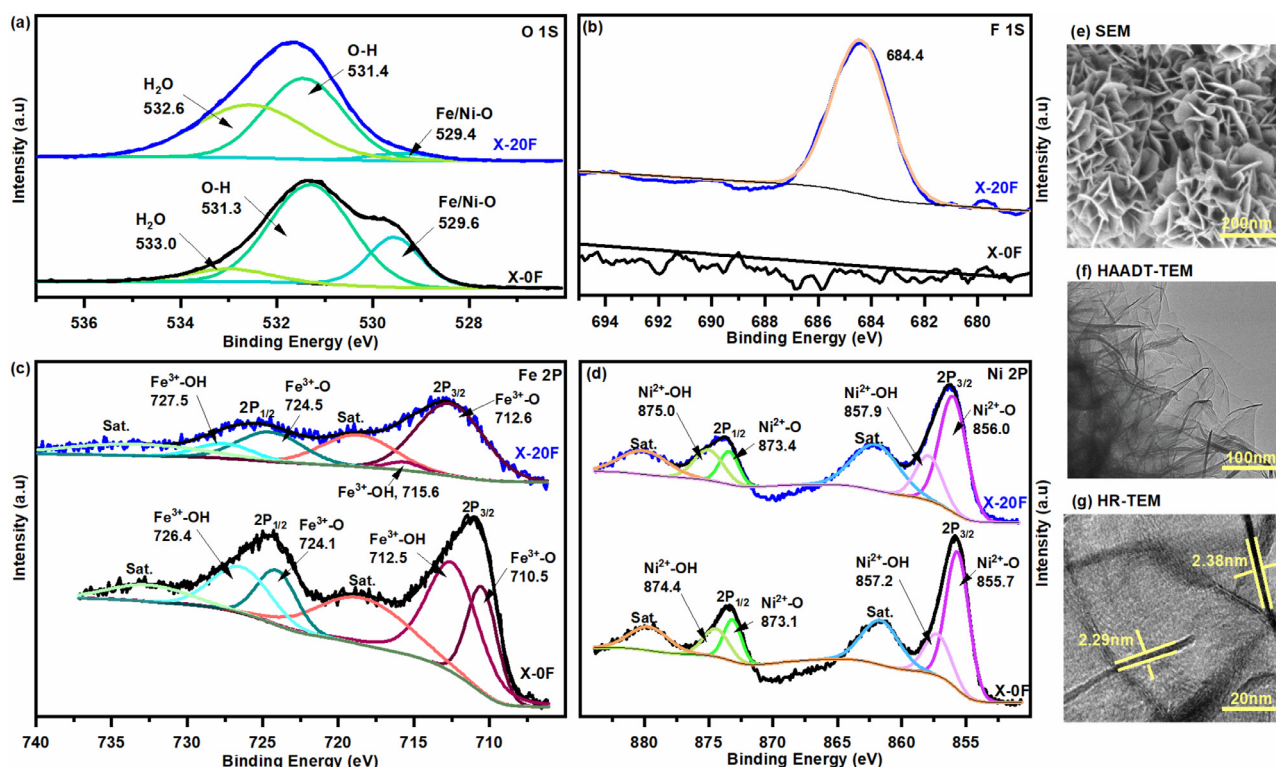 (a)
O 1S
O-H
531.4
H₂O
532.6
Fe/Ni-O
529.4
X-20F
O-H
531.3
H₂O
533.0
Fe/Ni-O
529.6
X-0F
Intensity (a.u)
536
534
532
530
528
Binding Energy (eV)
(b)
F 1S
684.4
X-20F
X-0F
Intensity (a.u)
694
692
690
688
686
684
682
680
Binding Energy (eV)
(c)
Fe 2P
Fe³⁺-OH
727.5
2P₁/₂
Fe³⁺-O
724.5
Sat.
2P₃/₂
Fe³⁺-O
712.6
Sat.
X-20F
Fe³⁺-OH, 715.6
Fe³⁺-OH
726.4
2P₁/₂
Fe³⁺-O
724.1
Sat.
Fe³⁺-OH
712.5
2P₃/₂
Fe³⁺-O
710.5
Sat.
X-0F
Intensity (a.u)
740
730
725
720
715
710
Binding Energy (eV)
(d)
Ni 2P
Ni²⁺-OH
875.0
2P₁/₂
Ni²⁺-O
873.4
Sat.
Ni²⁺-OH
857.9
2P₃/₂
Ni²⁺-O
856.0
Sat.
X-20F
Ni²⁺-OH
874.4
2P₁/₂
Ni²⁺-O
873.1
Sat.
Ni²⁺-OH
857.2
2P₃/₂
Ni²⁺-O
855.7
Sat.
X-0F
Intensity (a.u)
880
875
870
865
860
855
Binding Energy (eV)
(e) SEM
200nm
(f) HAADT-TEM
100nm
(g) HR-TEM
2.38nm
2.29nm
20nm